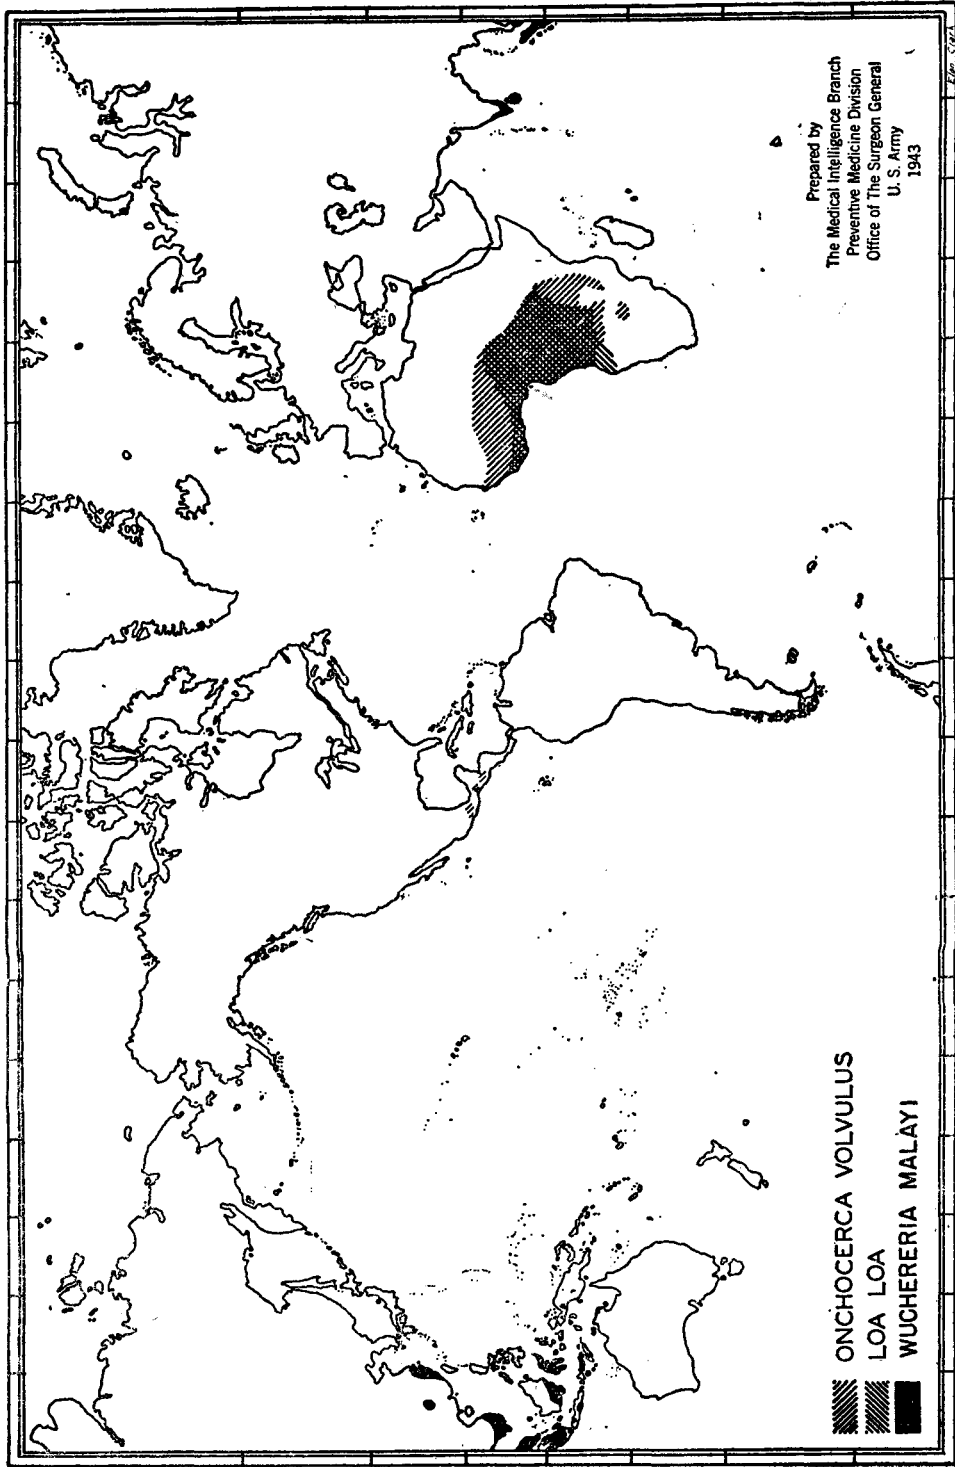 Prepared by
The Medical Intelligence Branch
Preventive Medicine Division
Office of The Surgeon General
U. S. Army
1943
ONCHOCERCA VOLVULUS
LOA LOA
WUCHERERIA MALAYI